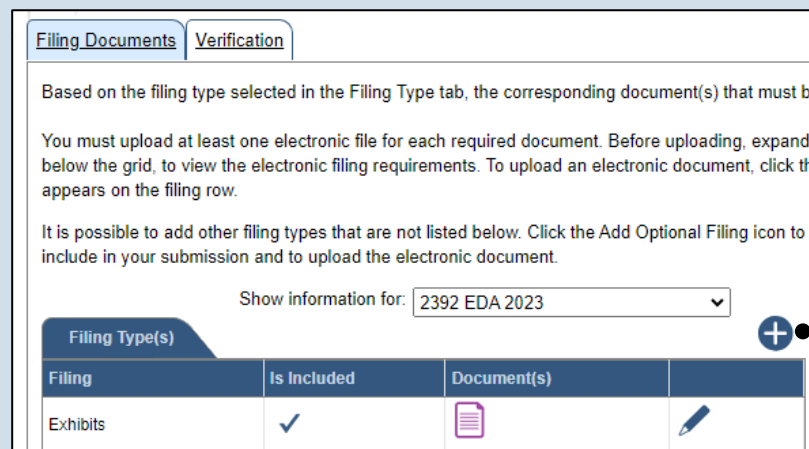 Filing Documents Verification
Based on the filing type selected in the Filing Type tab, the corresponding document(s) that must b
You must upload at least one electronic file for each required document. Before uploading, expand
below the grid, to view the electronic filing requirements. To upload an electronic document, click th
appears on the filing row.
It is possible to add other filing types that are not listed below. Click the Add Optional Filing icon to
include in your submission and to upload the electronic document.
Show information for: 2392 EDA 2023
Filing Type(s)
Filing Is Included Document(s)
Exhibits